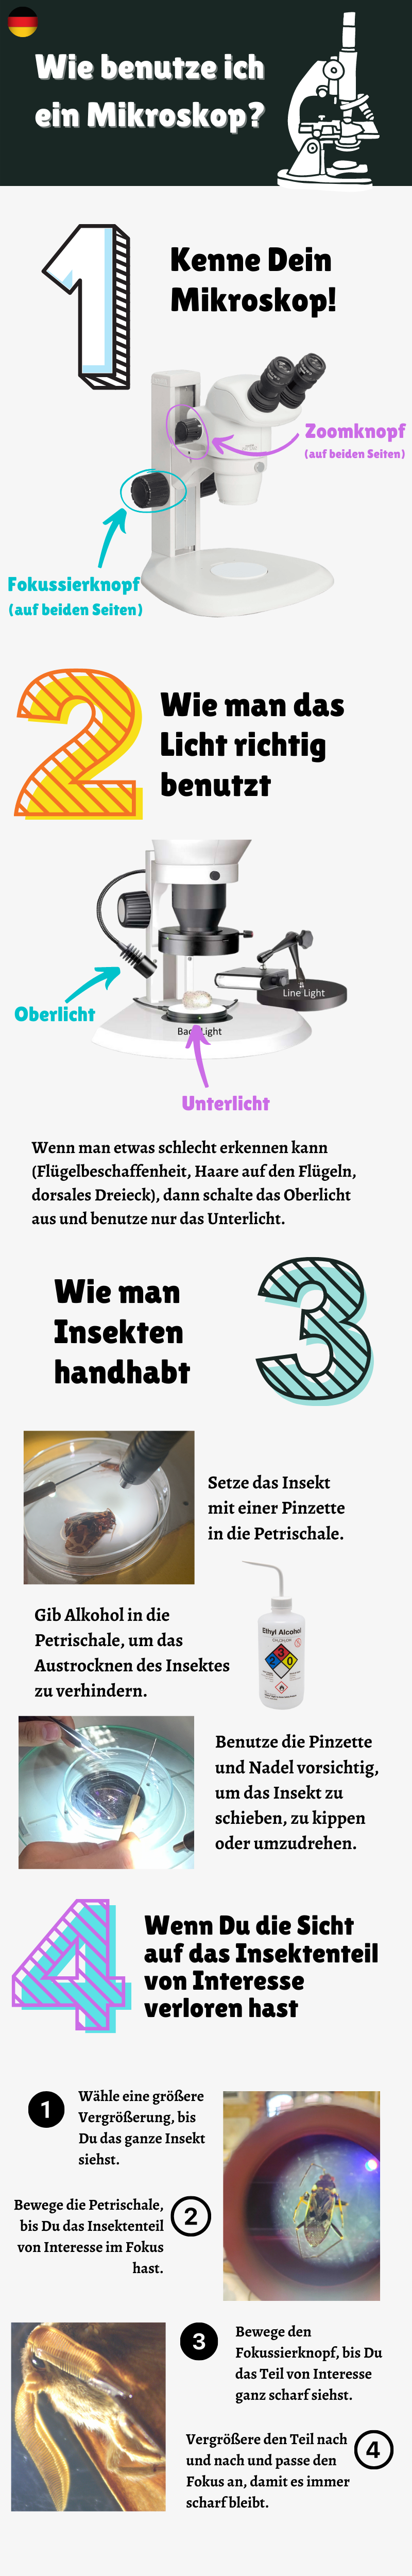 Wie benutze ich
ein Mikroskop?
1
Kenne Dein
Mikroskop!
Zoomknopf
(auf beiden Seiten)
Fokussierknopf
(auf beiden Seiten)
2
Wie man das
Licht richtig
benutzt
Oberlicht
Line Light
Unterlicht
Wenn man etwas schlecht erkennen kann
(Flügelbeschaffenheit, Haare auf den Flügeln,
dorsales Dreieck), dann schalte das Oberlicht
aus und benutze nur das Unterlicht.
Wie man
Insekten
handhabt
3
Setze das Insekt
mit einer Pinzette
in die Petrischale.
Gib Alkohol in die
Petrischale, um das
Austrocknen des Insektes
zu verhindern.
Ethyl Alcohol
3
2
0
Benutze die Pinzette
und Nadel vorsichtig,
um das Insekt zu
schieben, zu kippen
oder umzudrehen.
4
Wenn Du die Sicht
auf das Insektenteil
von Interesse
verloren hast
1
Wähle eine größere
Vergrößerung, bis
Du das ganze Insekt
siehst.
Bewege die Petrischale,
bis Du das Insektenteil
von Interesse im Fokus
hast.
2
3
Bewege den
Fokussierknopf, bis Du
das Teil von Interesse
ganz scharf siehst.
Vergrößere den Teil nach
und nach und passe den
Fokus an, damit es immer
scharf bleibt.
4